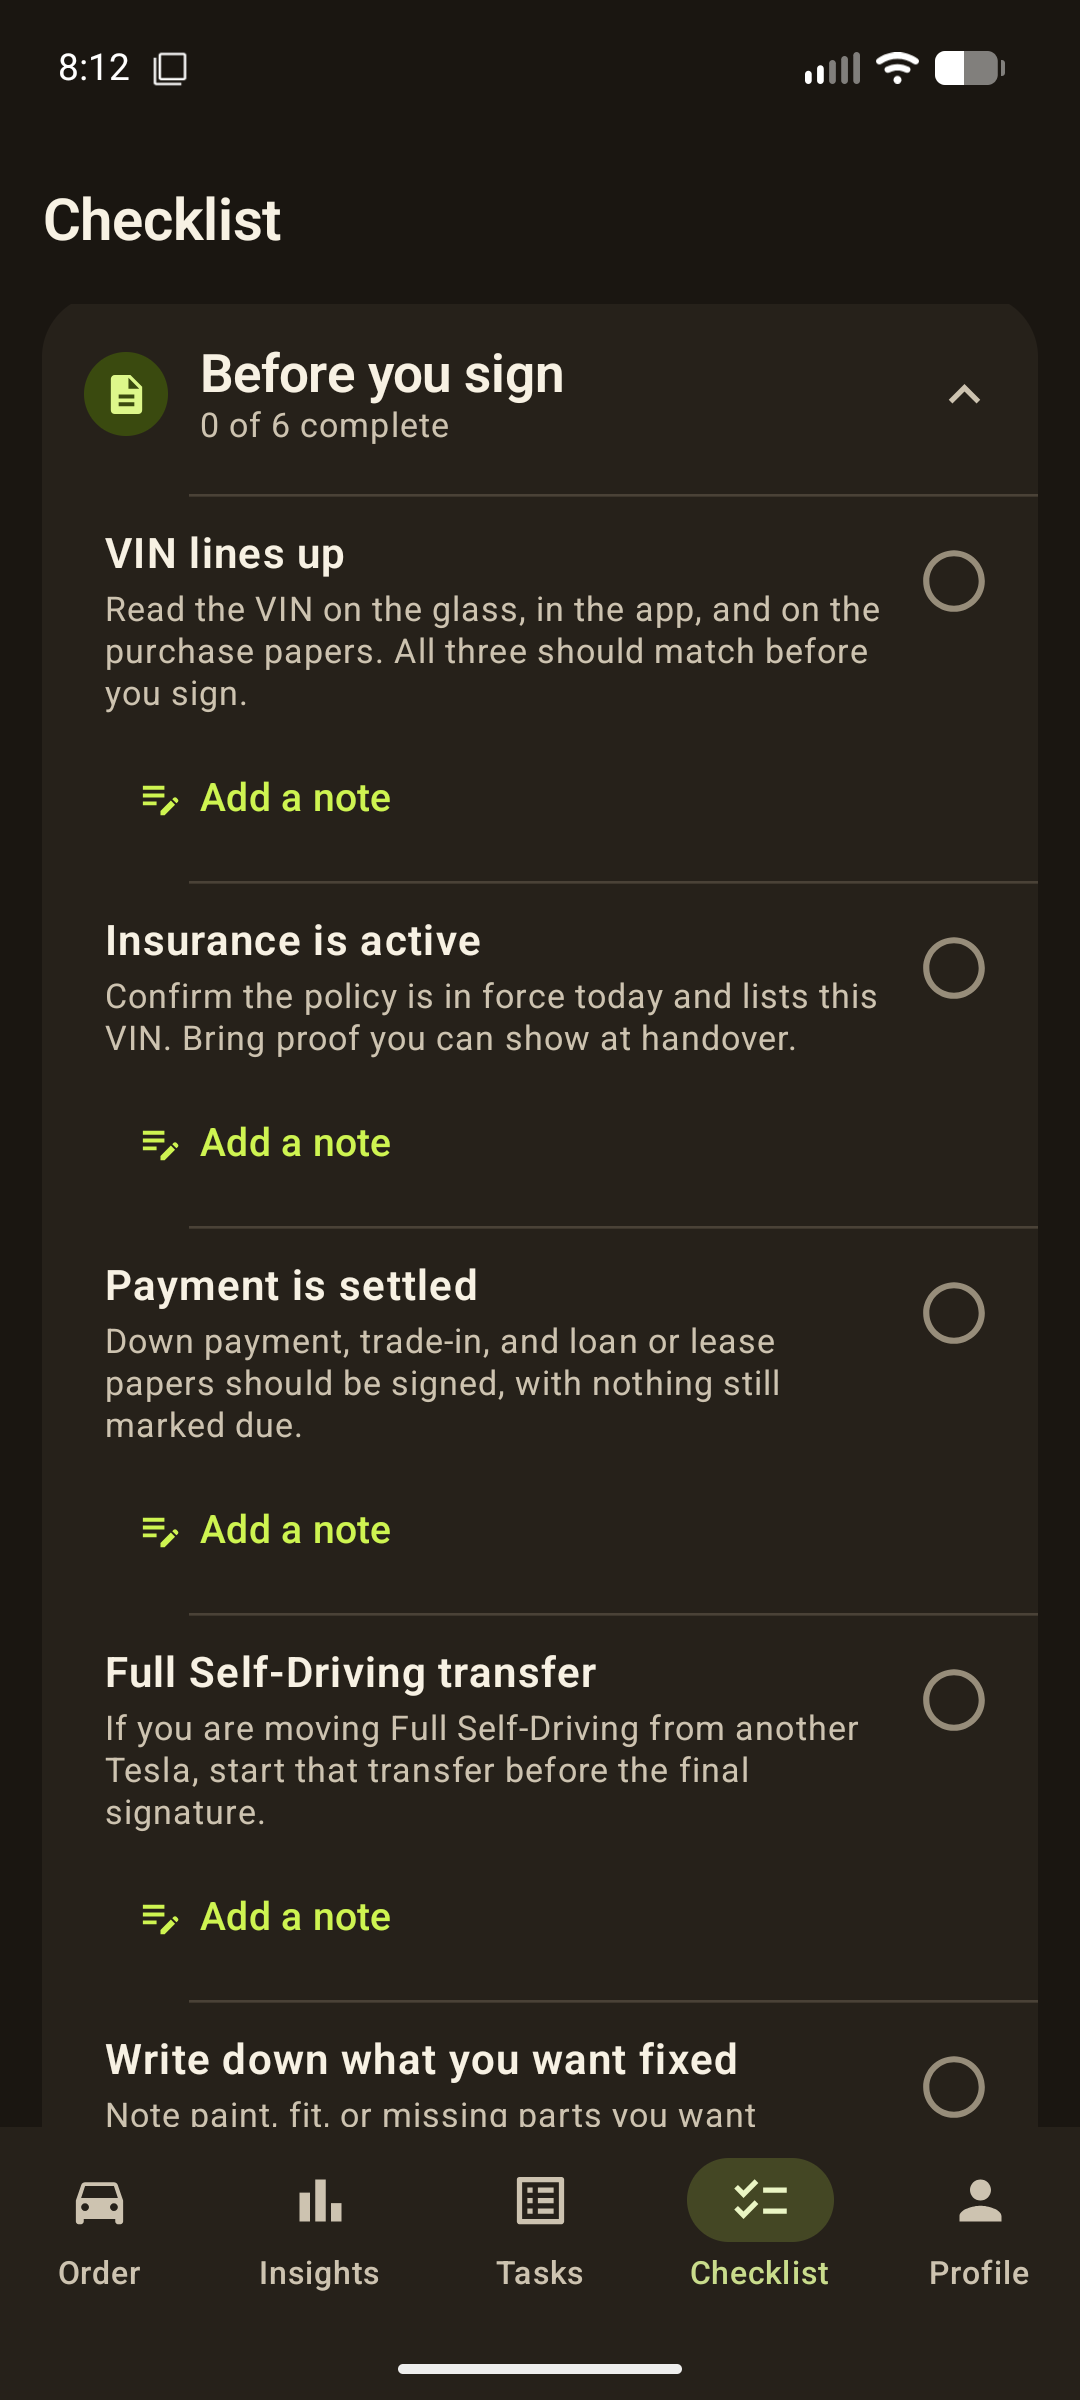 8:12
Checklist
Before you sign
0 of 6 complete
VIN lines up
Read the VIN on the glass, in the app, and on the
purchase papers. All three should match before
you sign.
Add a note
Insurance is active
Confirm the policy is in force today and lists this
VIN. Bring proof you can show at handover.
Add a note
Payment is settled
Down payment, trade-in, and loan or lease
papers should be signed, with nothing still
marked due.
Add a note
Full Self-Driving transfer
If you are moving Full Self-Driving from another
Tesla, start that transfer before the final
signature.
Add a note
Write down what you want fixed
Note paint, fit, or missing parts you want
Order
Insights
Tasks
Checklist
Profile